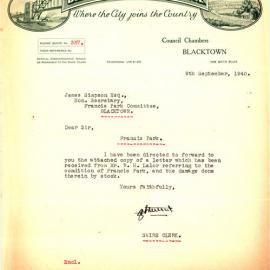 Where the City joins the Country
Council Chambers
BLACKTOWN
9th September, 1940.
James Simpson Esq.,
Hon. Secretary,
Francis Park Committee,
BLACKTOWN.
Dear Sir,
Francis Park.
I have been directed to forward to
you the attached copy of a letter which has been
received from Mr. W. H. Lalor referring to the
condition of Francis Park, and the damage done
therein by stock.
Yours faithfully,
SHIRE CLERK.
Encl.